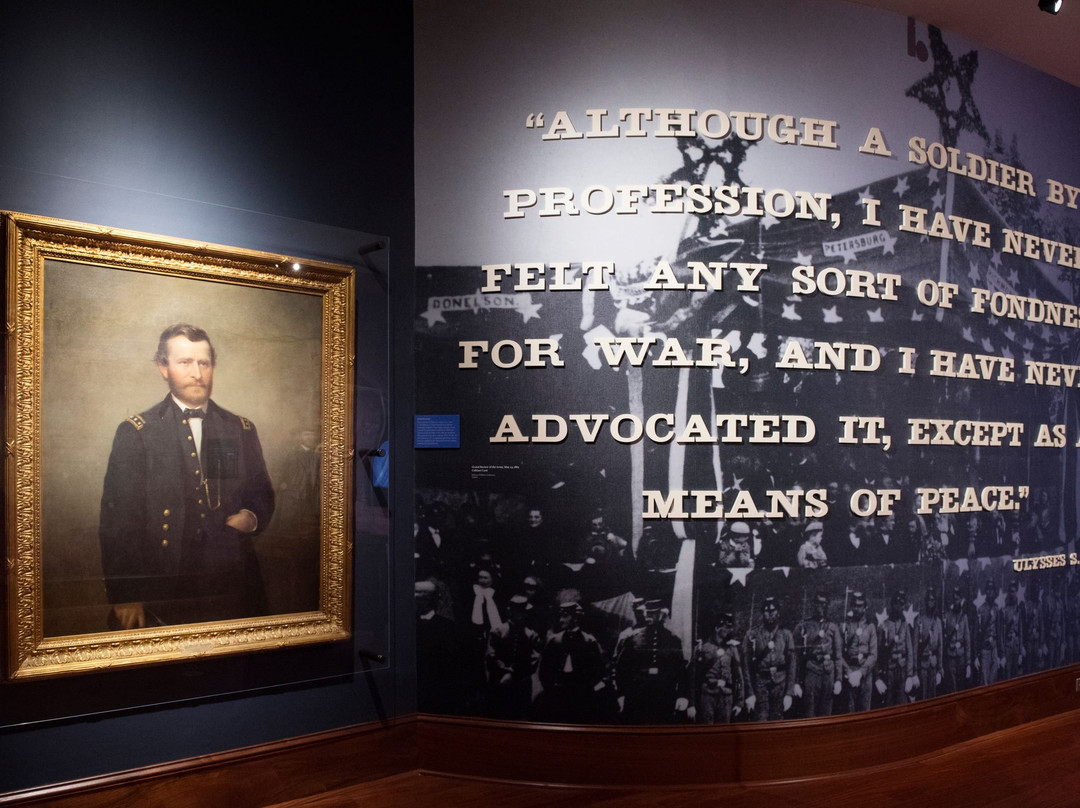 “ALTHOUGH A SOLDIER BY
PROFESSION, I HAVE NEVER
FELT ANY SORT OF FONDNE
FOR WAR, AND I HAVE NEV
ADVOCATED IT, EXCEPT AS A
MEANS OF PEACE.”
ULYSSES S.
PETERSBURG
DONELSON.